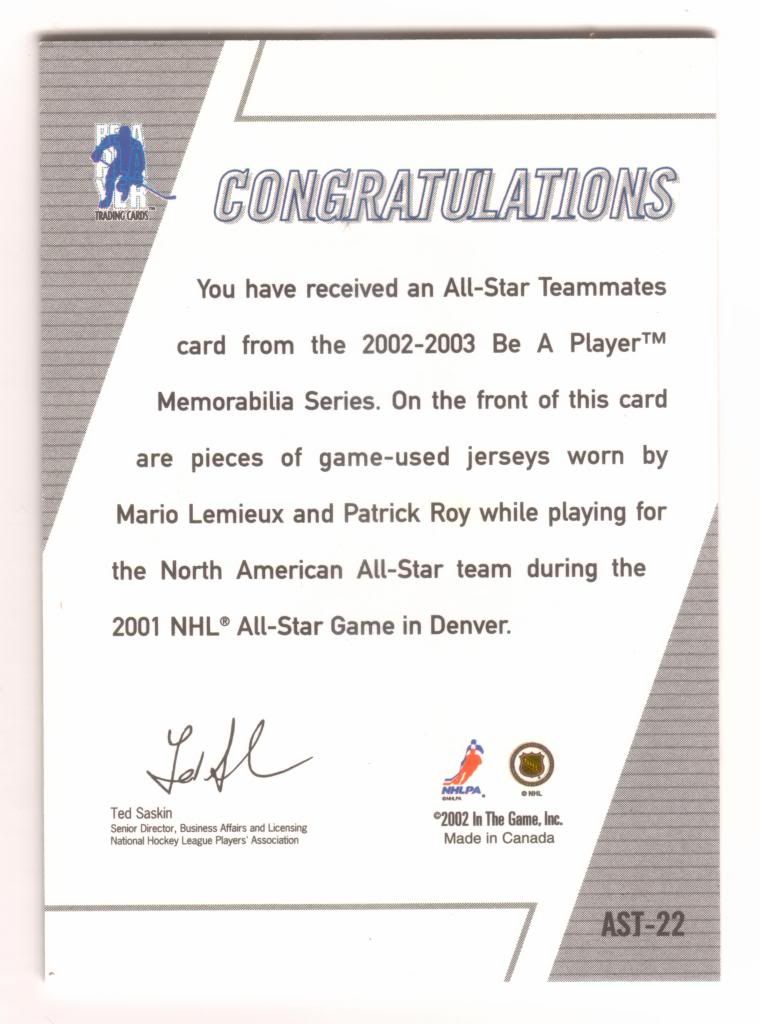 BE A
PLAYER
TRADING CARDS™
CONGRATULATIONS
You have received an All-Star Teammates
card from the 2002-2003 Be A Player™
Memorabilia Series. On the front of this card
are pieces of game-used jerseys worn by
Mario Lemieux and Patrick Roy while playing for
the North American All-Star team during the
2001 NHL® All-Star Game in Denver.
Ted Saskin
Senior Director, Business Affairs and Licensing
National Hockey League Players' Association
NHLPA
©NHLPA
NHL
© NHL
©2002 In The Game, Inc.
Made in Canada
AST-22